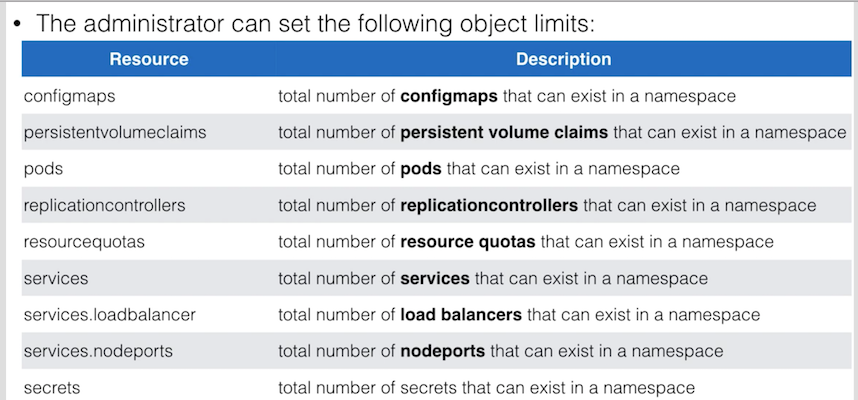 • The administrator can set the following object limits:
Resource Description
configmaps total number of configmaps that can exist in a namespace
persistentvolumeclaims total number of persistent volume claims that can exist in a namespace
pods total number of pods that can exist in a namespace
replicationcontrollers total number of replicationcontrollers that can exist in a namespace
resourcequotas total number of resource quotas that can exist in a namespace
services total number of services that can exist in a namespace
services.loadbalancer total number of load balancers that can exist in a namespace
services.nodeports total number of nodeports that can exist in a namespace
secrets total number of secrets that can exist in a namespace